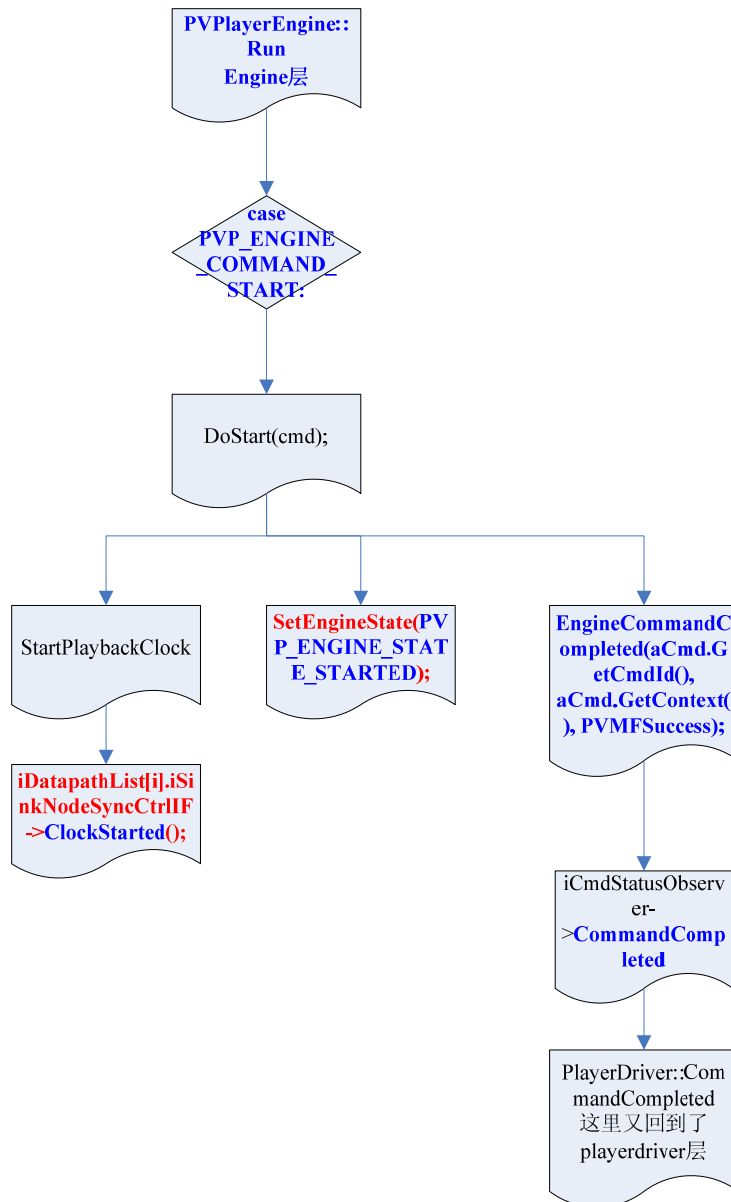 PVPlayerEngine::
Run
Engine层
case
PVP_ENGINE
_COMMAND_
START:
DoStart(cmd);
StartPlaybackClock
SetEngineState(PV
P_ENGINE_STAT
E_STARTED);
EngineCommandC
ompleted(aCmd.G
etCmdId(),
aCmd.GetContext(
), PVMFSuccess);
iDatapathList[i].iSi
nkNodeSyncCtrlIF
->ClockStarted();
iCmdStatusObserv
er-
>CommandComp
leted
PlayerDriver::Com
mandCompleted
这里又回到了
playerdriver层